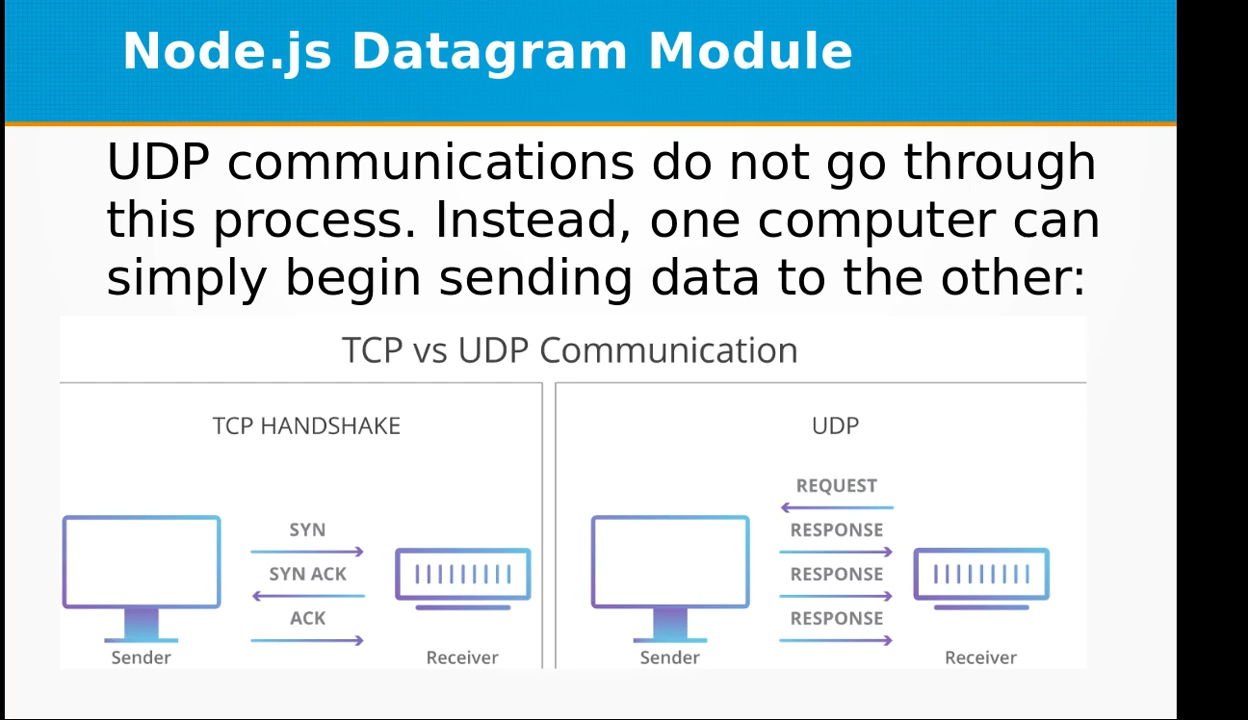 Node.js Datagram Module
UDP communications do not go through
this process. Instead, one computer can
simply begin sending data to the other:
TCP vs UDP Communication
TCP HANDSHAKE
SYN
SYN ACK
ACK
Sender
Receiver
UDP
REQUEST
RESPONSE
RESPONSE
RESPONSE
Sender
Receiver